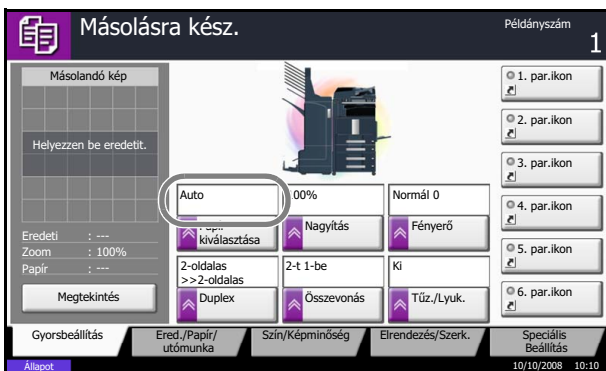 Másolásra kész.
Példányszám
1
Másolandó kép
Helyezzen be eredetit.
Eredeti : ---
Zoom : 100%
Papír : ---
Megtekintés
Auto
100%
Normál 0
Papír
kiválasztása
Nagyítás
Fényerő
2-oldalas
>>2-oldalas
2-t 1-be
Ki
Duplex
Összevonás
Tűz./Lyuk.
1. par.ikon
2. par.ikon
3. par.ikon
4. par.ikon
5. par.ikon
6. par.ikon
Gyorsbeállítás
Ered./Papír/
utómunka
Szín/Képminőség
Elrendezés/Szerk.
Speciális
Beállítás
Állapot
10/10/2008 10:10